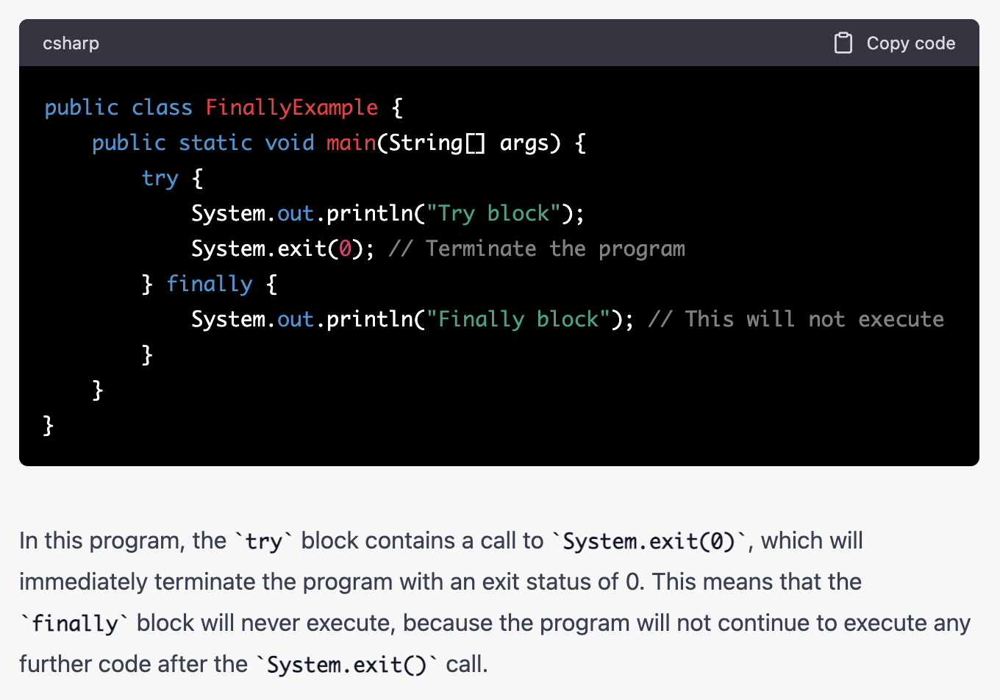 csharp
Copy code
public class FinallyExample {
    public static void main(String[] args) {
        try {
            System.out.println("Try block");
            System.exit(0); // Terminate the program
        } finally {
            System.out.println("Finally block"); // This will not execute
        }
    }
}
In this program, the `try` block contains a call to `System.exit(0)`, which will
immediately terminate the program with an exit status of 0. This means that the
`finally` block will never execute, because the program will not continue to execute any
further code after the `System.exit()` call.